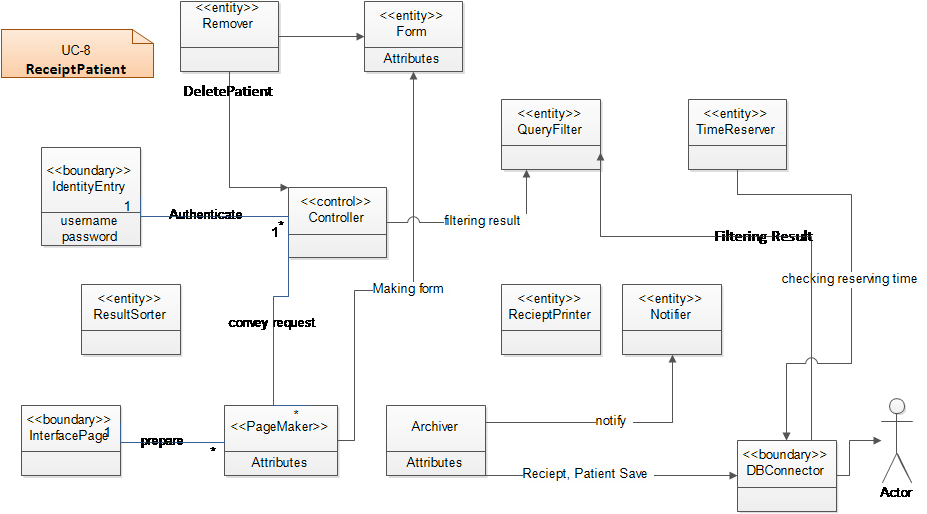 <<entity>>
Remover
<<entity>>
Form
Attributes
UC-8
ReceiptPatient
DeletePatient
<<entity>>
QueryFilter
<<entity>>
TimeReserver
<<boundary>>
IdentityEntry
1
username
password
Authenticate
*
1
<<control>>
Controller
filtering result
Filtering Result
checking reserving time
<<entity>>
ResultSorter
convey request
Making form
<<entity>>
RecieptPrinter
<<entity>>
Notifier
<<boundary>>
InterfacePage
1
prepare
*
*
<<PageMaker>>
Attributes
Archiver
Attributes
notify
Reciept, Patient Save
<<boundary>>
DBConnector
Actor